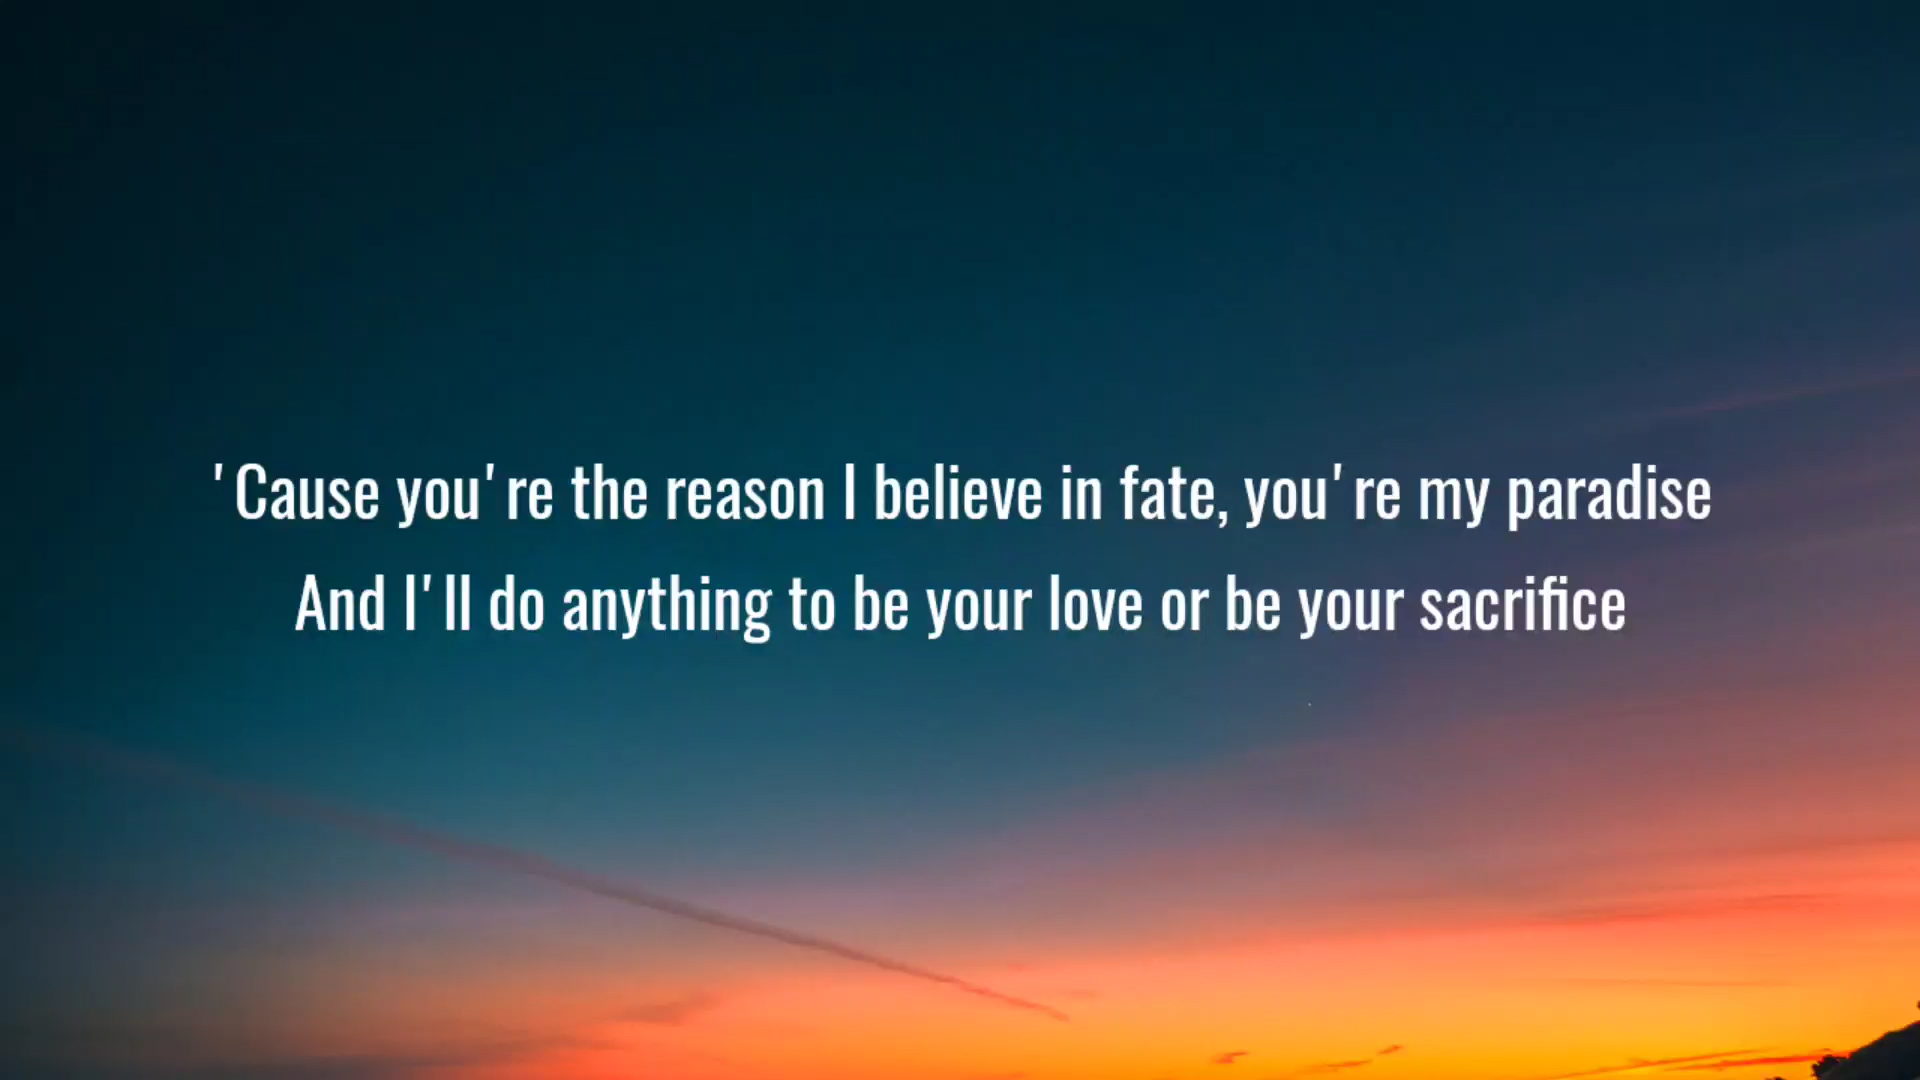 'Cause you're the reason I believe in fate, you're my paradise
And I'll do anything to be your love or be your sacrifice